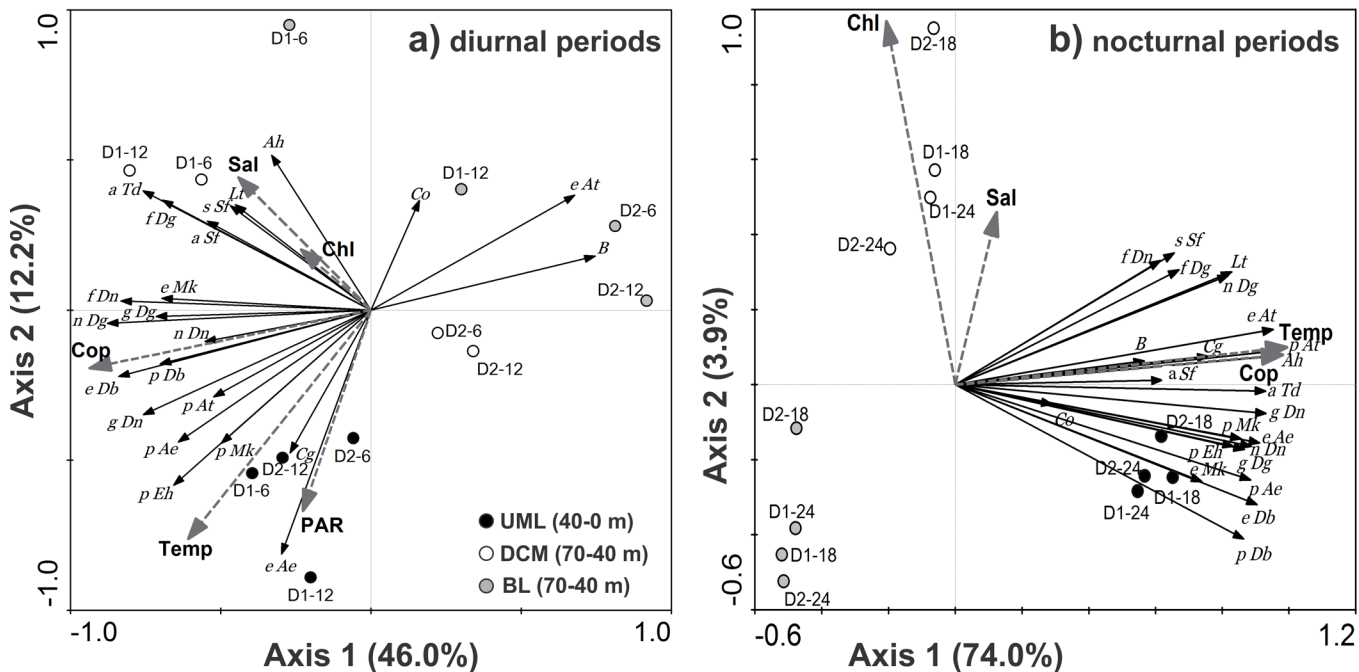 a) diurnal periods
1.0
D1-6
Ah
D1-12
D1-6
Sal
D1-12
a Td
Lt
s Sf
Co
e At
f Dg
a Sf
D2-6
Chl
B
e Mk
f Dn
D2-12
g Dg
n Dg
n Dn
D2-6
Cop
D2-12
p Db
e Db
p At
g Dn
p Ae
p Mk
Cg
D2-6
D2-12
D1-6
p Eh
PAR
Temp
e Ae
D1-12
UML (40-0 m)
DCM (70-40 m)
BL (70-40 m)
-1.0
-1.0
1.0
Axis 1 (46.0%)
Axis 2 (12.2%)
b) nocturnal periods
1.0
Chl
D2-18
D1-18
Sal
D1-24
D2-24
s Sf
f Dn
f Dg
Lt
n Dg
e At
Temp
B
Cg
p At
Ah
Cop
a Sf
a Td
g Dn
Co
D2-18
D2-18
p Mk
e Ae
p Eh
n Dn
g Dg
D2-24
e Mk
p Ae
D1-18
D1-24
e Db
D1-24
D1-18
p Db
D2-24
-0.6
-0.6
1.2
Axis 1 (74.0%)
Axis 2 (3.9%)